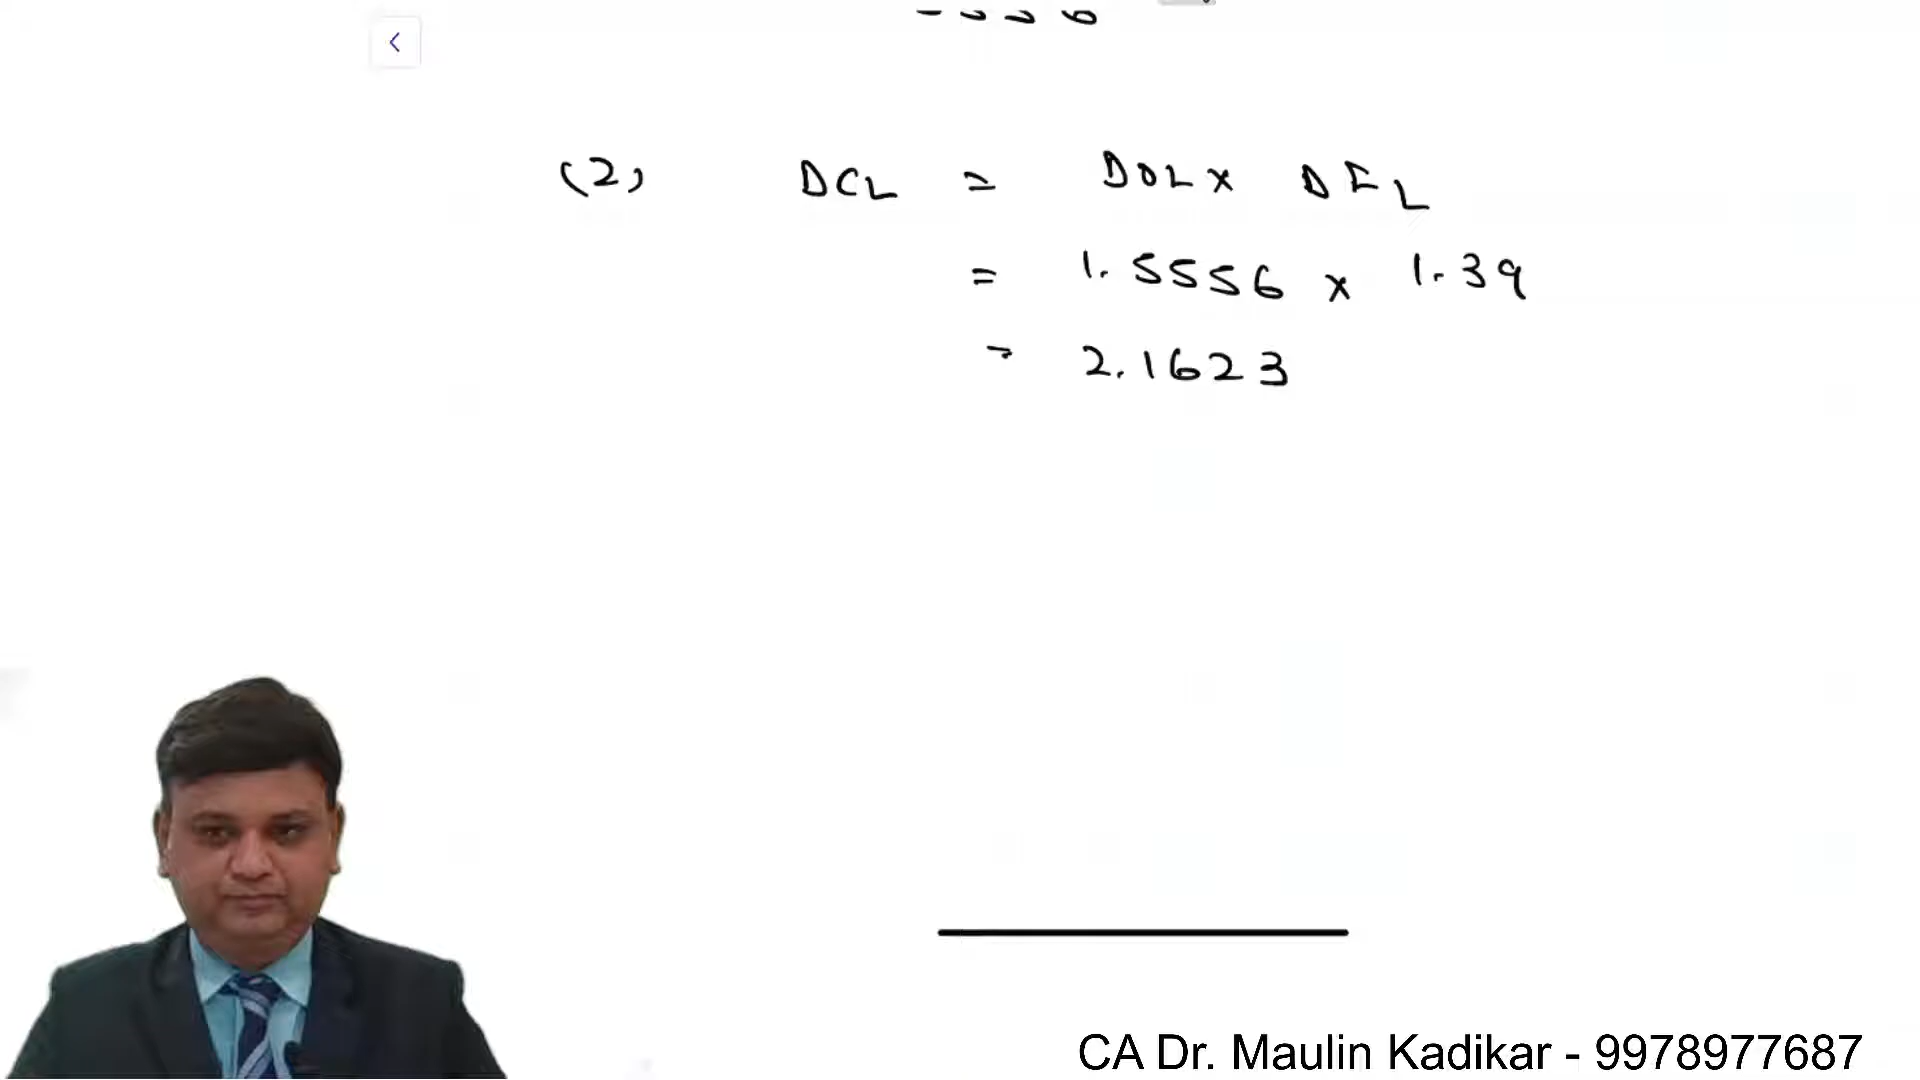 (2) DCL = DOL x DFL
= 1.5556 x 1.39
= 2.1623
CA Dr. Maulin Kadikar - 9978977687